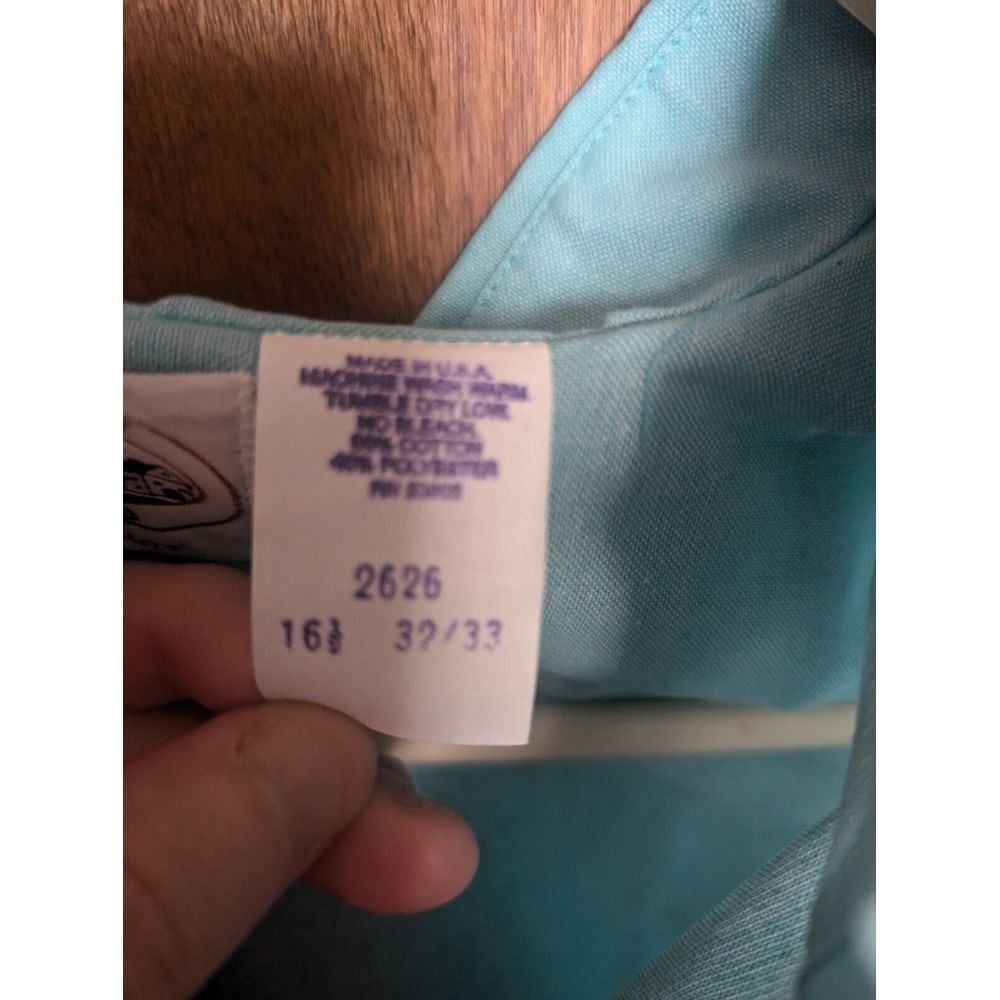 MADE IN U.S.A.
MACHINE WASH WARM
TUMBLE DRY LOW.
NO BLEACH,
60% COTTON
40% POLYESTER
RN
2626
16½ 32/33